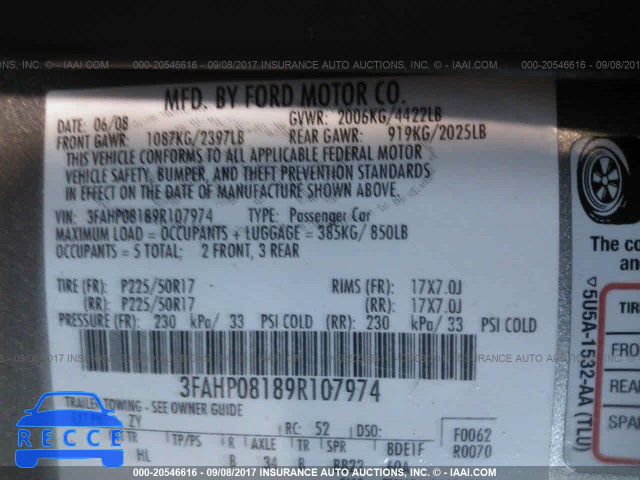 000-20546616 - 09/08/2017 INSURANCE AUTO AUCTIONS, INC. - © IAAI.COM
MFD. BY FORD MOTOR CO.
DATE: 06/08 GVWR: 2006KG/4422LB
FRONT GAWR: 1087KG/2397LB REAR GAWR: 919KG/2025LB
THIS VEHICLE CONFORMS TO ALL APPLICABLE FEDERAL MOTOR
VEHICLE SAFETY, BUMPER, AND THEFT PREVENTION STANDARDS
IN EFFECT ON THE DATE OF MANUFACTURE SHOWN ABOVE.
VIN: 3FAHP08189R107974 TYPE: Passenger Car
MAXIMUM LOAD = OCCUPANTS + LUGGAGE = 385KG/ 850LB
OCCUPANTS = 5 TOTAL: 2 FRONT, 3 REAR
TIRE (FR): P225/50R17 RIMS (FR): 17X7.0J
(RR): P225/50R17 (RR): 17X7.0J
PRESSURE (FR): 230 kPa/ 33 PSI COLD (RR): 230 kPa/ 33 PSI COLD
3FAHP08189R107974
TRAILER TOWING - SEE OWNER GUIDE
EXT PNT: ZY RC: 52 DSO: F0062
TR TP/PS R AXLE TR SPR 8DE1F R0070
HL B 34 B
The co
and
▽5U5A-1532-AA (TLU)
TIRE
FRO
REA
SPA
000-20546616 - 09/08/2017 INSURANCE AUTO AUCTIONS, INC. - © IAAI.COM